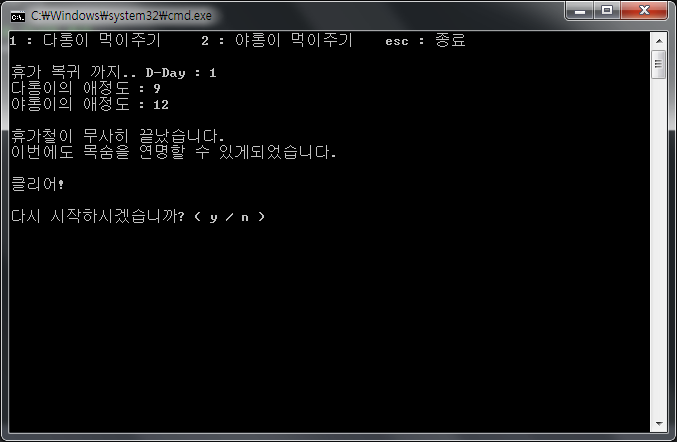 C:\Windows\system32\cmd.exe
1 : 다롱이 먹이주기 2 : 야롱이 먹이주기 esc : 종료
휴가 복귀 까지.. D-Day : 1
다롱이의 애정도 : 9
야롱이의 애정도 : 12
휴가철이 무사히 끝났습니다.
이번에도 목숨을 연명할 수 있게되었습니다.
클리어!
다시 시작하시겠습니까? ( y / n )